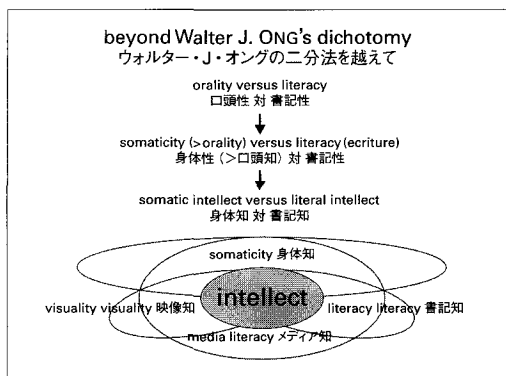 beyond Walter J. ONG's dichotomy
ウォルター・J・オングの二分法を越えて
orality versus literacy
口頭性 対 書記性
somaticity (>orality) versus literacy (ecriture)
身体性 (>口頭知) 対 書記性
somatic intellect versus literal intellect
身体知 対 書記知
somaticity 身体知
intellect
visuality visuality 映像知
literacy literacy 書記知
media literacy メディア知